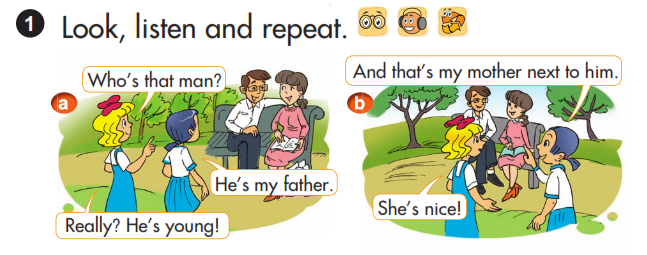 1 Look, listen and repeat.
a
Who's that man?
He's my father.
Really? He's young!
b
And that's my mother next to him.
She's nice!